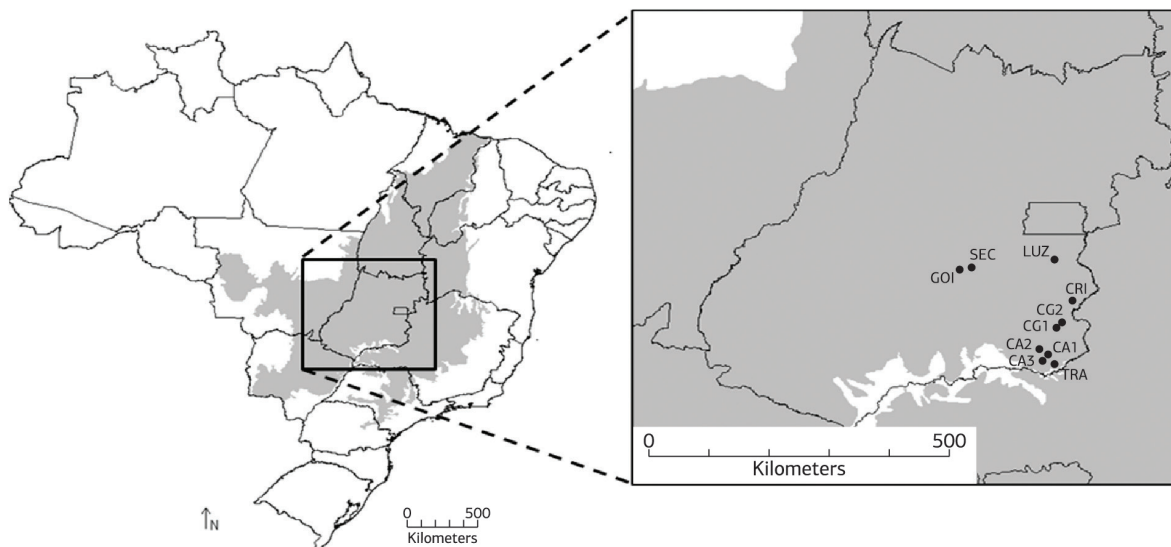 N
0 500
Kilometers
GOI
SEC
LUZ
CRI
CG2
CG1
CA2
CA1
CA3
TRA
0 500
Kilometers